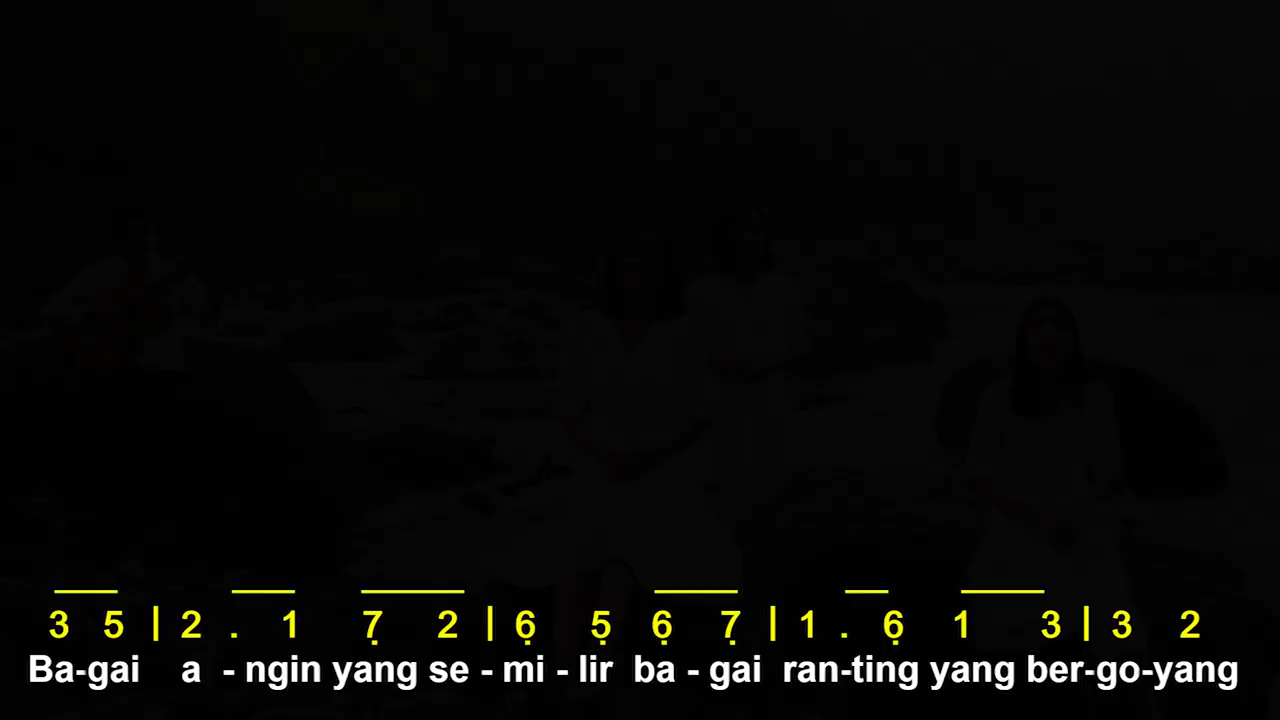 3 5 | 2 . 1 7̣ 2 | 6̣ 5̣ 6̣ 7̣ | 1 . 6̣ 1 3 | 3 2
Ba-gai a - ngin yang se - mi - lir ba - gai ran-ting yang ber-go-yang